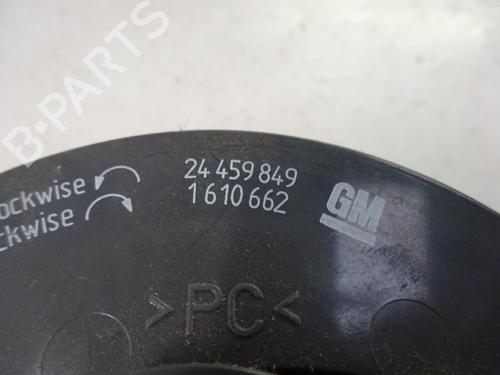 B-PARTS
ockwise
ckwise
24 459 849
1 610 662
GM
>PC<